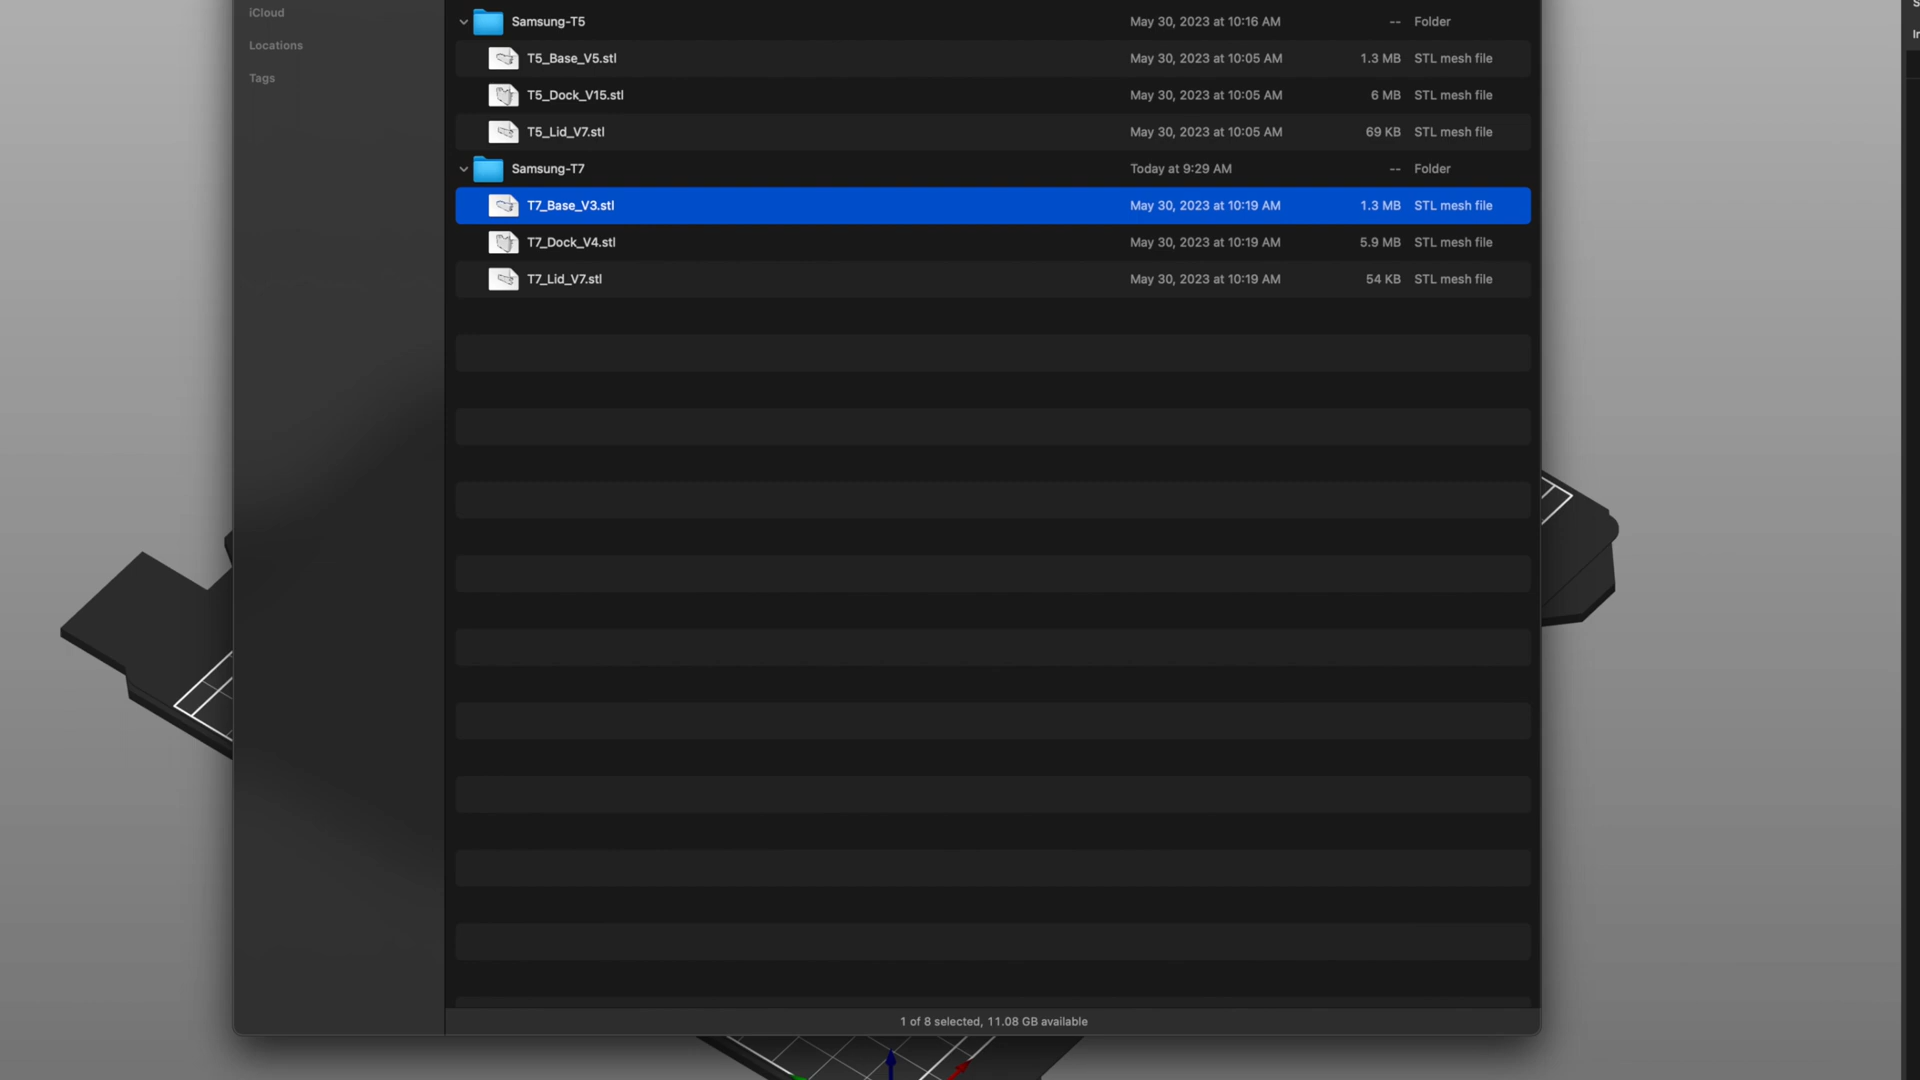 iCloud
Locations
Tags
Samsung-T5 May 30, 2023 at 10:16 AM -- Folder
T5_Base_V5.stl May 30, 2023 at 10:05 AM 1.3 MB STL mesh file
T5_Dock_V15.stl May 30, 2023 at 10:05 AM 6 MB STL mesh file
T5_Lid_V7.stl May 30, 2023 at 10:05 AM 69 KB STL mesh file
Samsung-T7 Today at 9:29 AM -- Folder
T7_Base_V3.stl May 30, 2023 at 10:19 AM 1.3 MB STL mesh file
T7_Dock_V4.stl May 30, 2023 at 10:19 AM 5.9 MB STL mesh file
T7_Lid_V7.stl May 30, 2023 at 10:19 AM 54 KB STL mesh file
1 of 8 selected, 11.08 GB available